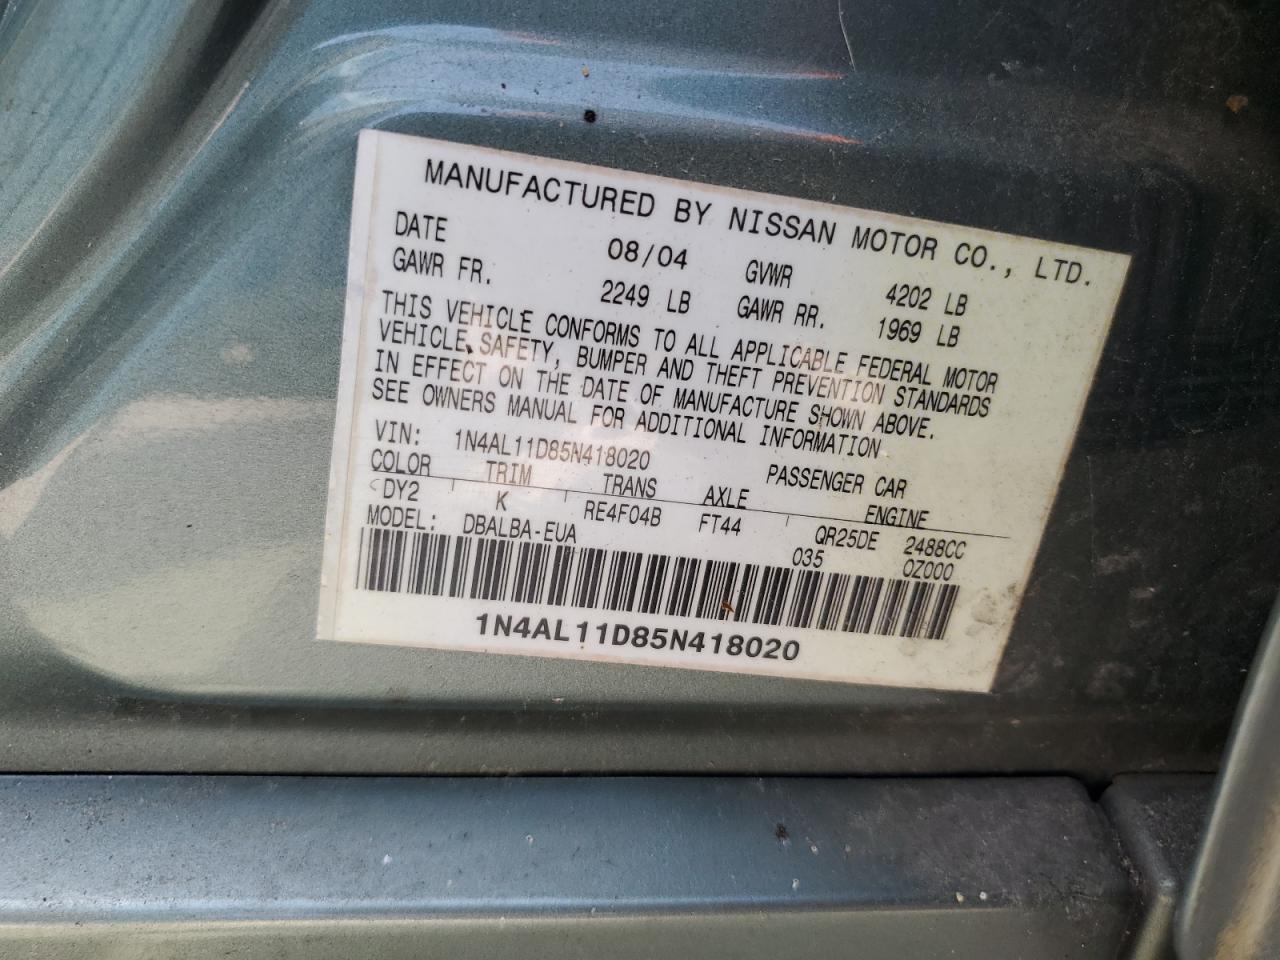 MANUFACTURED BY NISSAN MOTOR CO., LTD.
DATE 08/04 GVWR 4202 LB
GAWR FR. 2249 LB GAWR RR. 1969 LB
THIS VEHICLE CONFORMS TO ALL APPLICABLE FEDERAL MOTOR
VEHICLE SAFETY, BUMPER AND THEFT PREVENTION STANDARDS
IN EFFECT ON THE DATE OF MANUFACTURE SHOWN ABOVE.
SEE OWNERS MANUAL FOR ADDITIONAL INFORMATION
VIN: 1N4AL11D85N418020 PASSENGER CAR
COLOR TRIM TRANS AXLE ENGINE
DY2 K RE4F04B FT44 QR25DE 2488CC
MODEL: DBALBA-EUA 035 0Z000
1N4AL11D85N418020